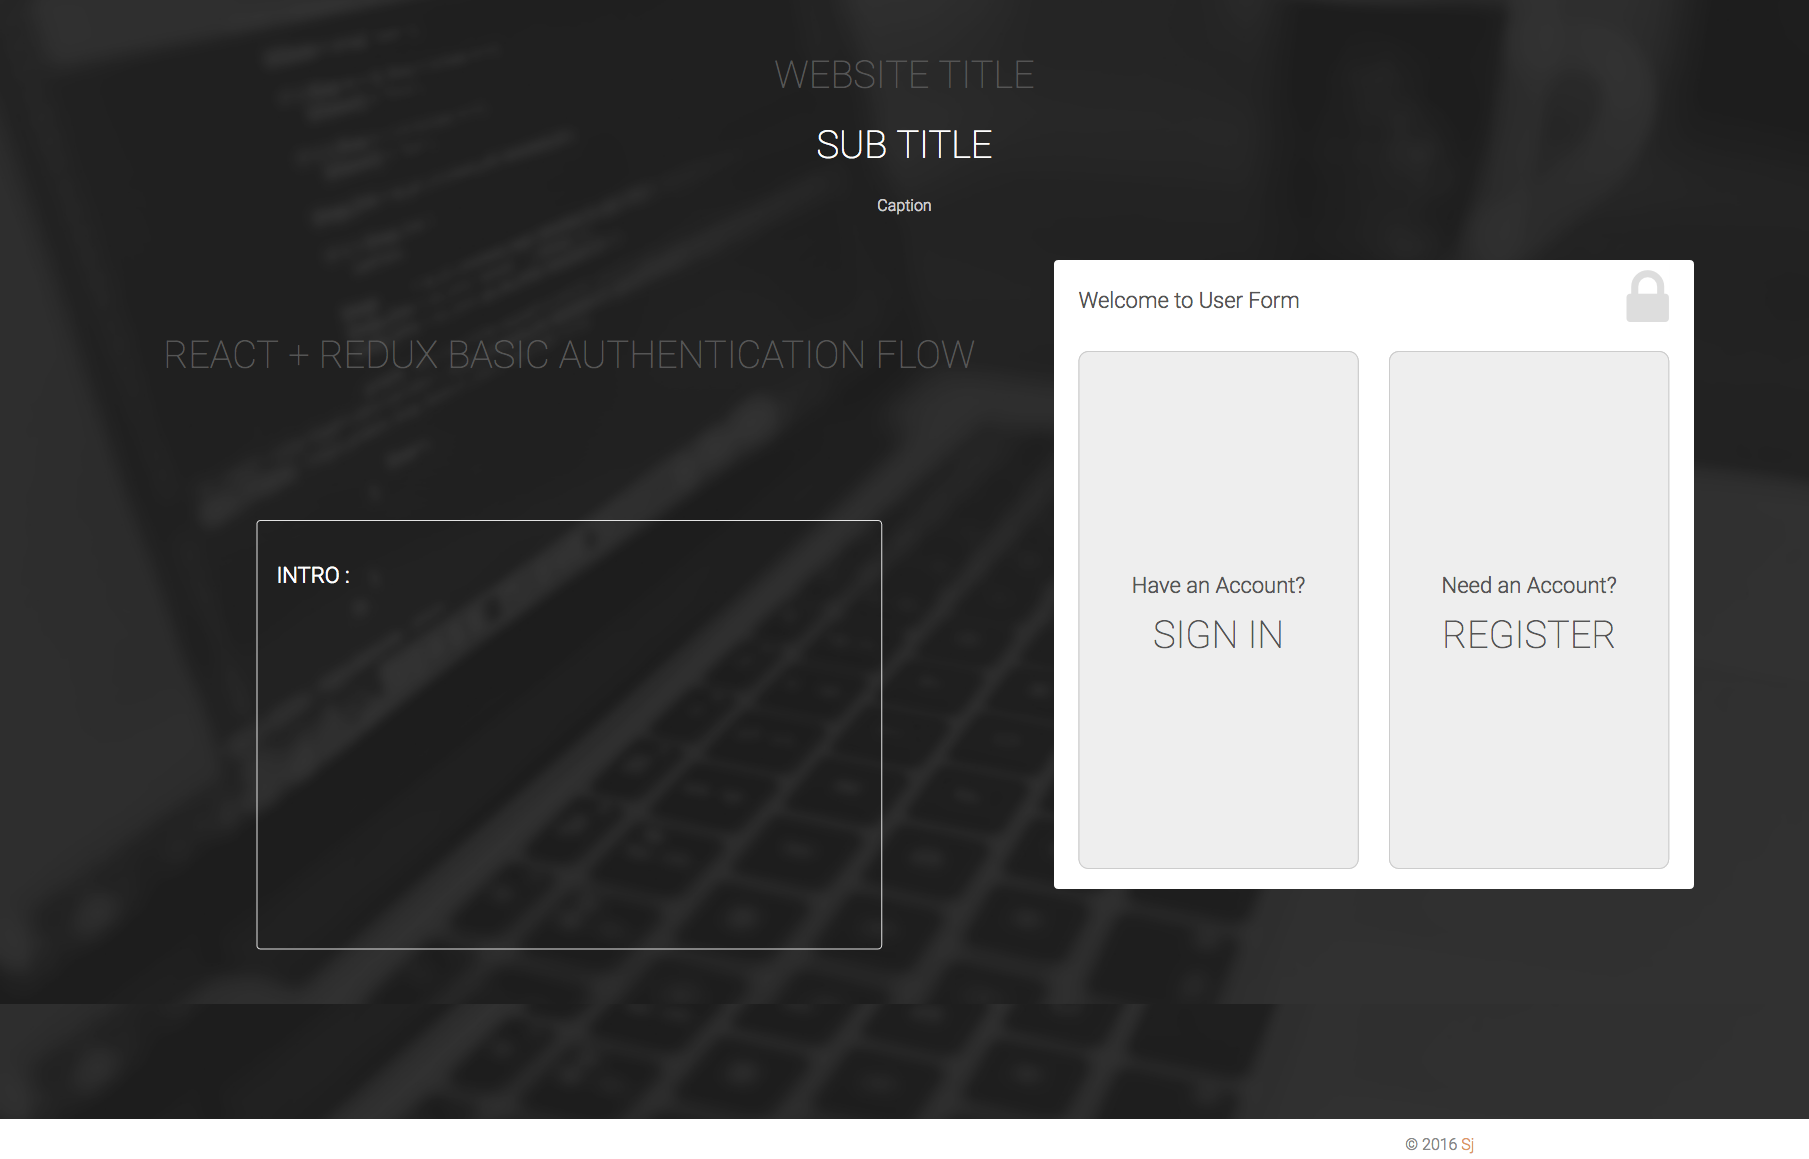 WEBSITE TITLE
SUB TITLE
Caption
REACT + REDUX BASIC AUTHENTICATION FLOW
INTRO :
Welcome to User Form
Have an Account?
SIGN IN
Need an Account?
REGISTER
© 2016 Sj